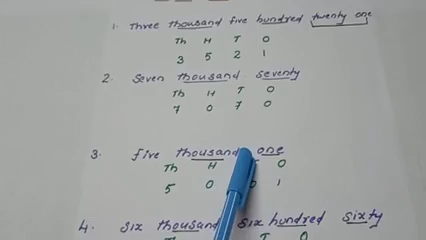 1. Three thousand five hundred twenty one
Th H T O
3 5 2 1
2. Seven thousand seventy
Th H T O
7 0 7 0
3. Five thousand one
Th H T O
5 0 0 1
4. Six thousand six hundred sixty
T O